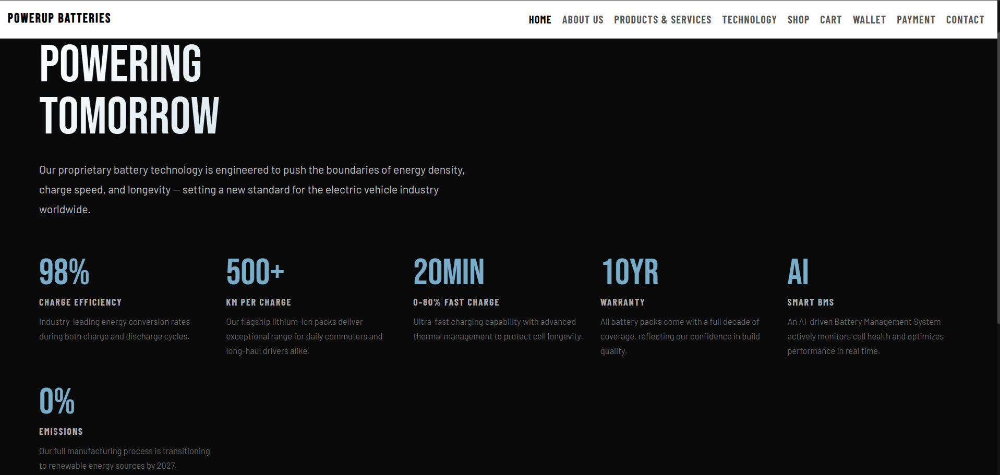 POWERUP BATTERIES
HOME ABOUT US PRODUCTS & SERVICES TECHNOLOGY SHOP CART WALLET PAYMENT CONTACT
POWERING
TOMORROW
Our proprietary battery technology is engineered to push the boundaries of energy density,
charge speed, and longevity — setting a new standard for the electric vehicle industry
worldwide.
98%
CHARGE EFFICIENCY
Industry-leading energy conversion rates
during both charge and discharge cycles.
500+
KM PER CHARGE
Our flagship lithium-ion packs deliver
exceptional range for daily commuters and
long-haul drivers alike.
20MIN
0-80% FAST CHARGE
Ultra-fast charging capability with advanced
thermal management to protect cell longevity.
10YR
WARRANTY
All battery packs come with a full decade of
coverage, reflecting our confidence in build
quality.
AI
SMART BMS
An AI-driven Battery Management System
actively monitors cell health and optimizes
performance in real time.
0%
EMISSIONS
Our full manufacturing process is transitioning
to renewable energy sources by 2027.